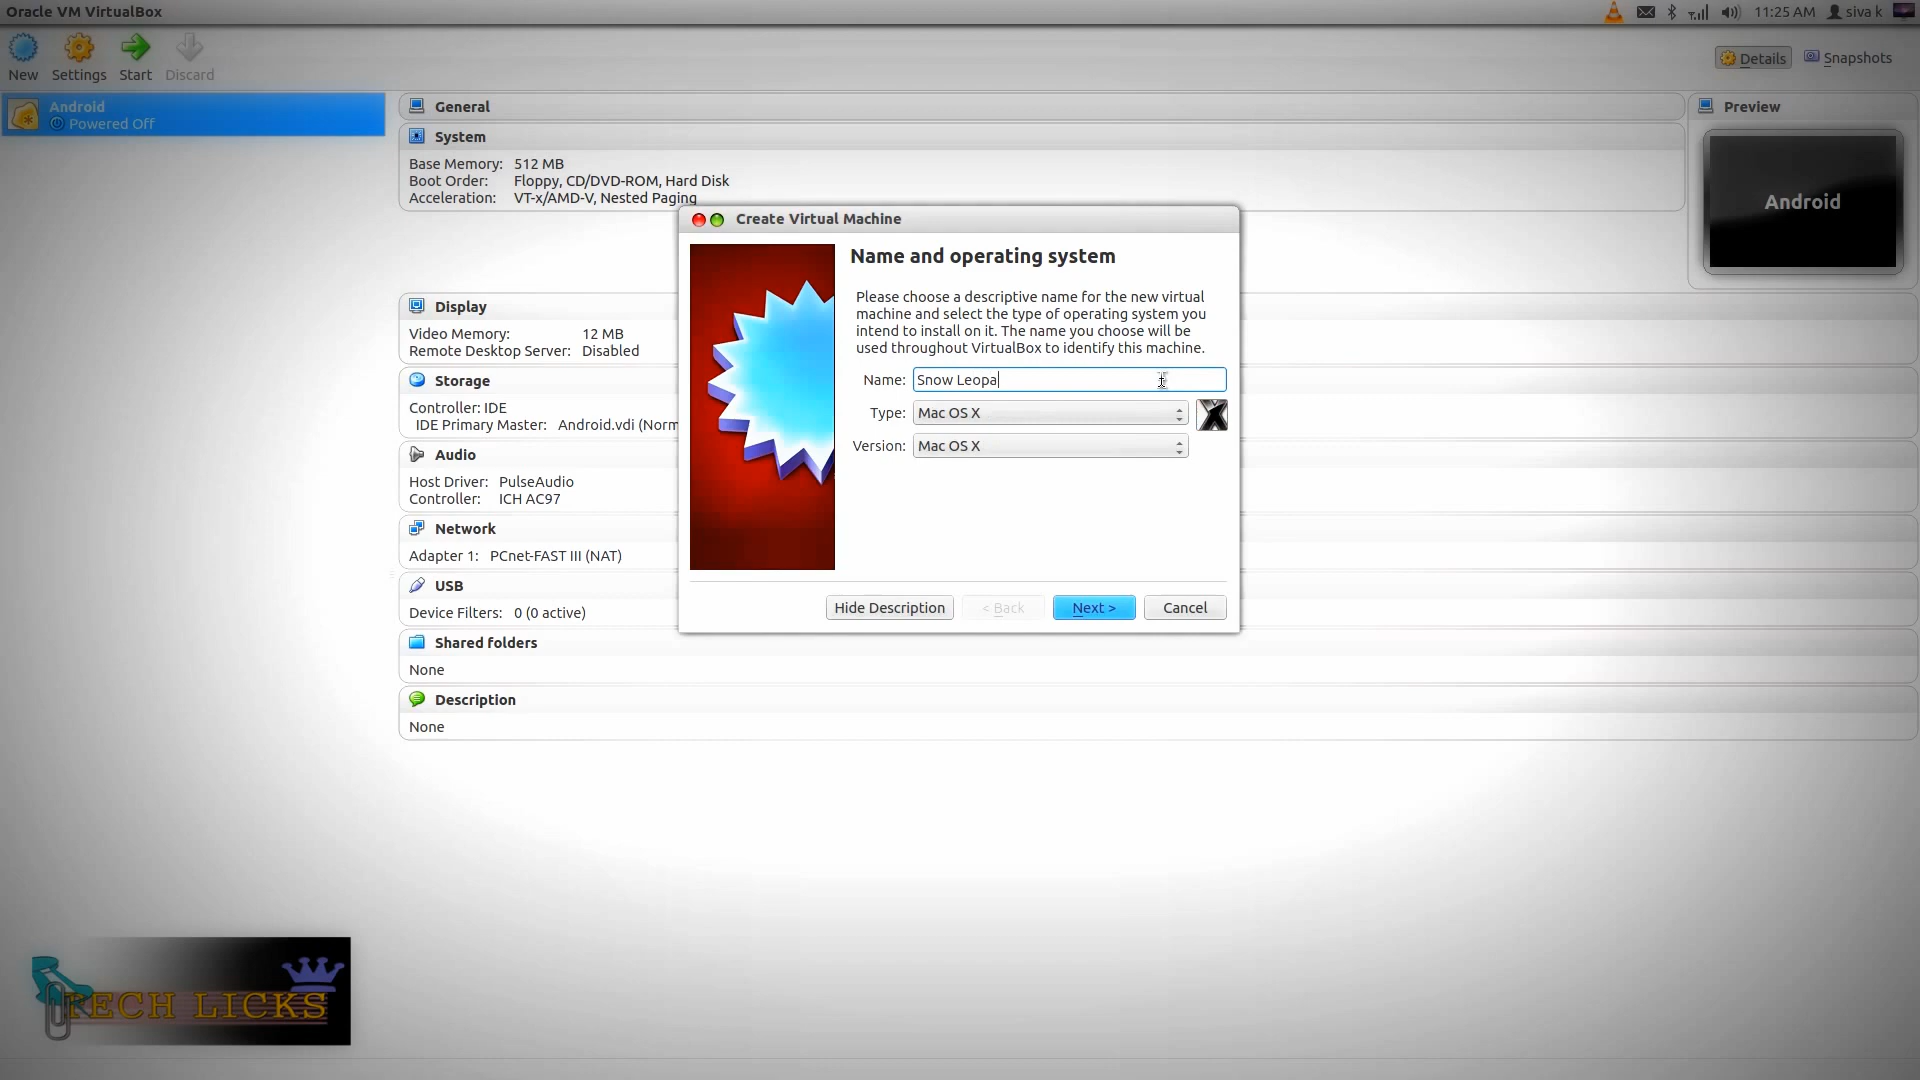 Oracle VM VirtualBox
11:25 AM siva k
New Settings Start Discard
Details Snapshots
Android
Powered Off
General
System
Base Memory: 512 MB
Boot Order: Floppy, CD/DVD-ROM, Hard Disk
Acceleration: VT-x/AMD-V, Nested Paging
Preview
Android
Display
Video Memory: 12 MB
Remote Desktop Server: Disabled
Storage
Controller: IDE
IDE Primary Master: Android.vdi (Norm
Audio
Host Driver: PulseAudio
Controller: ICH AC97
Network
Adapter 1: PCnet-FAST III (NAT)
USB
Device Filters: 0 (0 active)
Shared folders
None
Description
None
Create Virtual Machine
Name and operating system
Please choose a descriptive name for the new virtual
machine and select the type of operating system you
intend to install on it. The name you choose will be
used throughout VirtualBox to identify this machine.
Name: Snow Leopa
Type: Mac OS X
Version: Mac OS X
Hide Description < Back Next > Cancel
TECH LICKS